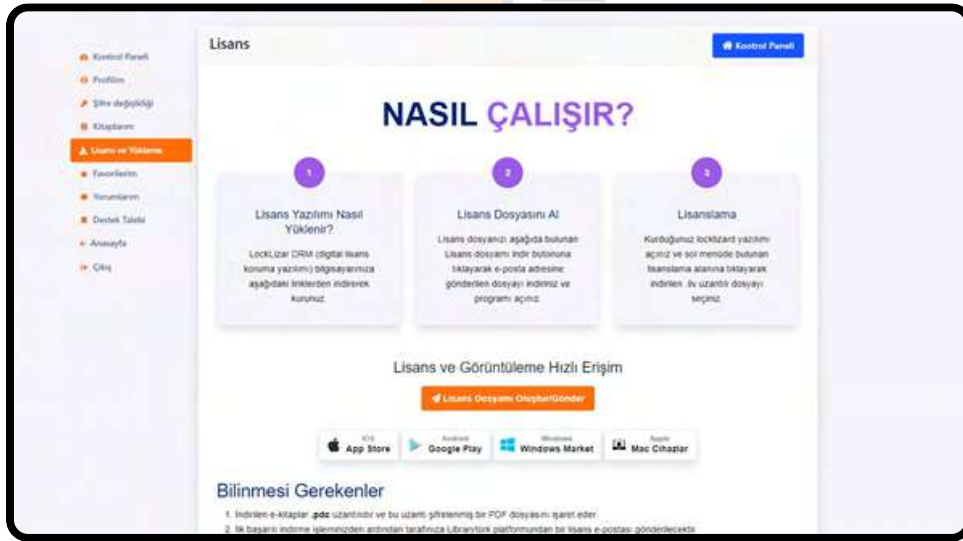 Lisans
Kontrol Paneli
Kontrol Paneli
Profilim
Şifre değişikliği
Kitaplarım
Lisans ve Yükleme
Favorilerim
Yorumlarım
Destek Talebi
Anasayfa
Çıkış
NASIL ÇALIŞIR?
1
Lisans Yazılımı Nasıl
Yüklenir?
LockLizar DRM (digital lisans
koruma yazılımı) bilgisayarınıza
aşağıdaki linklerden indirerek
kurunuz.
2
Lisans Dosyasını Al
Lisans dosyanızı aşağıda bulunan
Lisans dosyamı indir butonuna
tıklayarak e-posta adresine
gönderilen dosyayı indiriniz ve
programı açınız.
3
Lisanslama
Kurduğunuz locklizard yazılımı
açınız ve sol menüde bulunan
lisanslama alanına tıklayarak
indirilen .llv uzantılı dosyayı
seçiniz.
Lisans ve Görüntüleme Hızlı Erişim
Lisans Dosyamı Oluştur/Gönder
iOS
App Store
Android
Google Play
Windows
Windows Market
Apple
Mac Cihazlar
Bilinmesi Gerekenler
1. İndirilen e-kitaplar .pdc uzantılıdır ve bu uzantı şifrelenmiş bir PDF dosyasını işaret eder.
2. İlk başarılı indirme işleminizden ardından tarafınıza Librarytürk platformundan bir lisans e-postası gönderilecektir